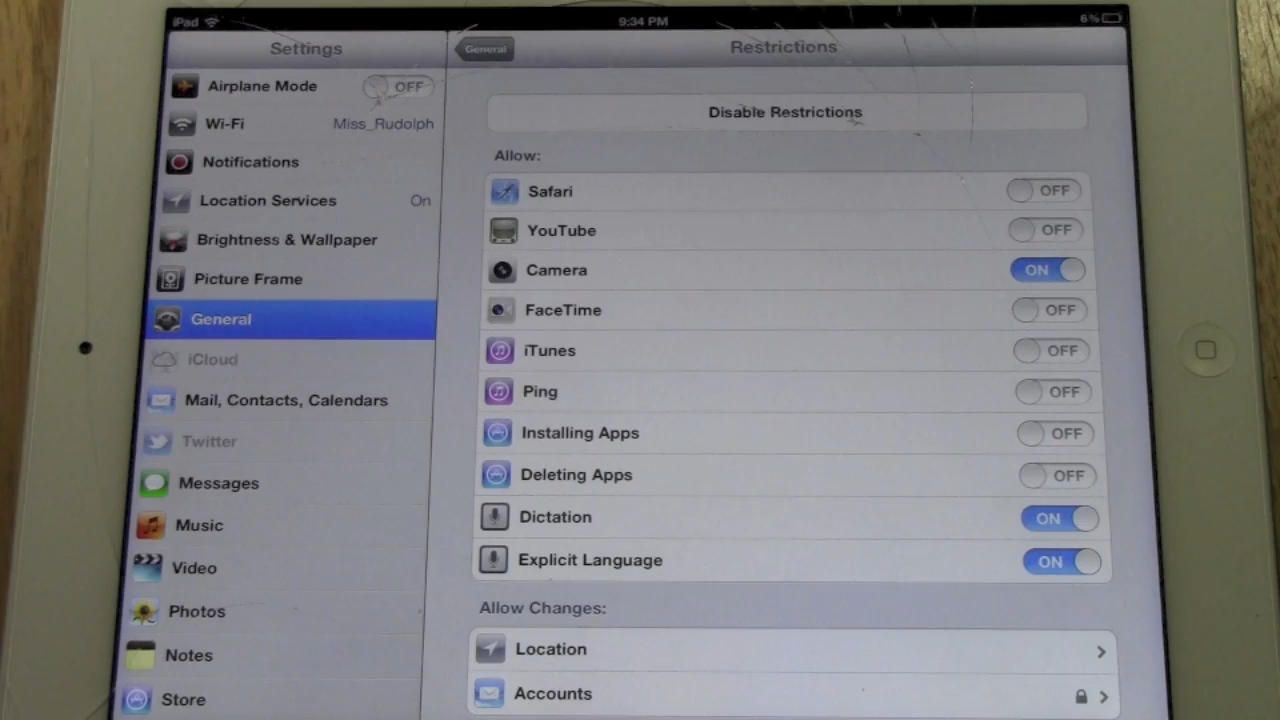 iPad 9:34 PM 6%
Settings
General Restrictions
Airplane Mode OFF
Wi-Fi Miss_Rudolph
Notifications
Location Services On
Brightness & Wallpaper
Picture Frame
General
iCloud
Mail, Contacts, Calendars
Twitter
Messages
Music
Video
Photos
Notes
Store
Disable Restrictions
Allow:
Safari OFF
YouTube OFF
Camera ON
FaceTime OFF
iTunes OFF
Ping OFF
Installing Apps OFF
Deleting Apps OFF
Dictation ON
Explicit Language ON
Allow Changes:
Location
Accounts